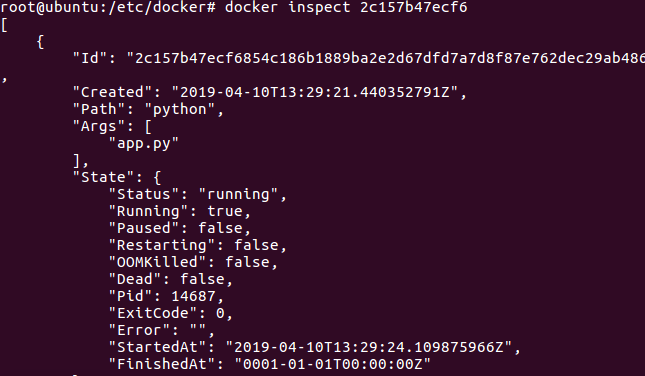 root@ubuntu:/etc/docker# docker inspect 2c157b47ecf6
[
    {
        "Id": "2c157b47ecf6854c186b1889ba2e2d67dfd7a7d8f87e762dec29ab486
,
        "Created": "2019-04-10T13:29:21.440352791Z",
        "Path": "python",
        "Args": [
            "app.py"
        ],
        "State": {
            "Status": "running",
            "Running": true,
            "Paused": false,
            "Restarting": false,
            "OOMKilled": false,
            "Dead": false,
            "Pid": 14687,
            "ExitCode": 0,
            "Error": "",
            "StartedAt": "2019-04-10T13:29:24.109875966Z",
            "FinishedAt": "0001-01-01T00:00:00Z"